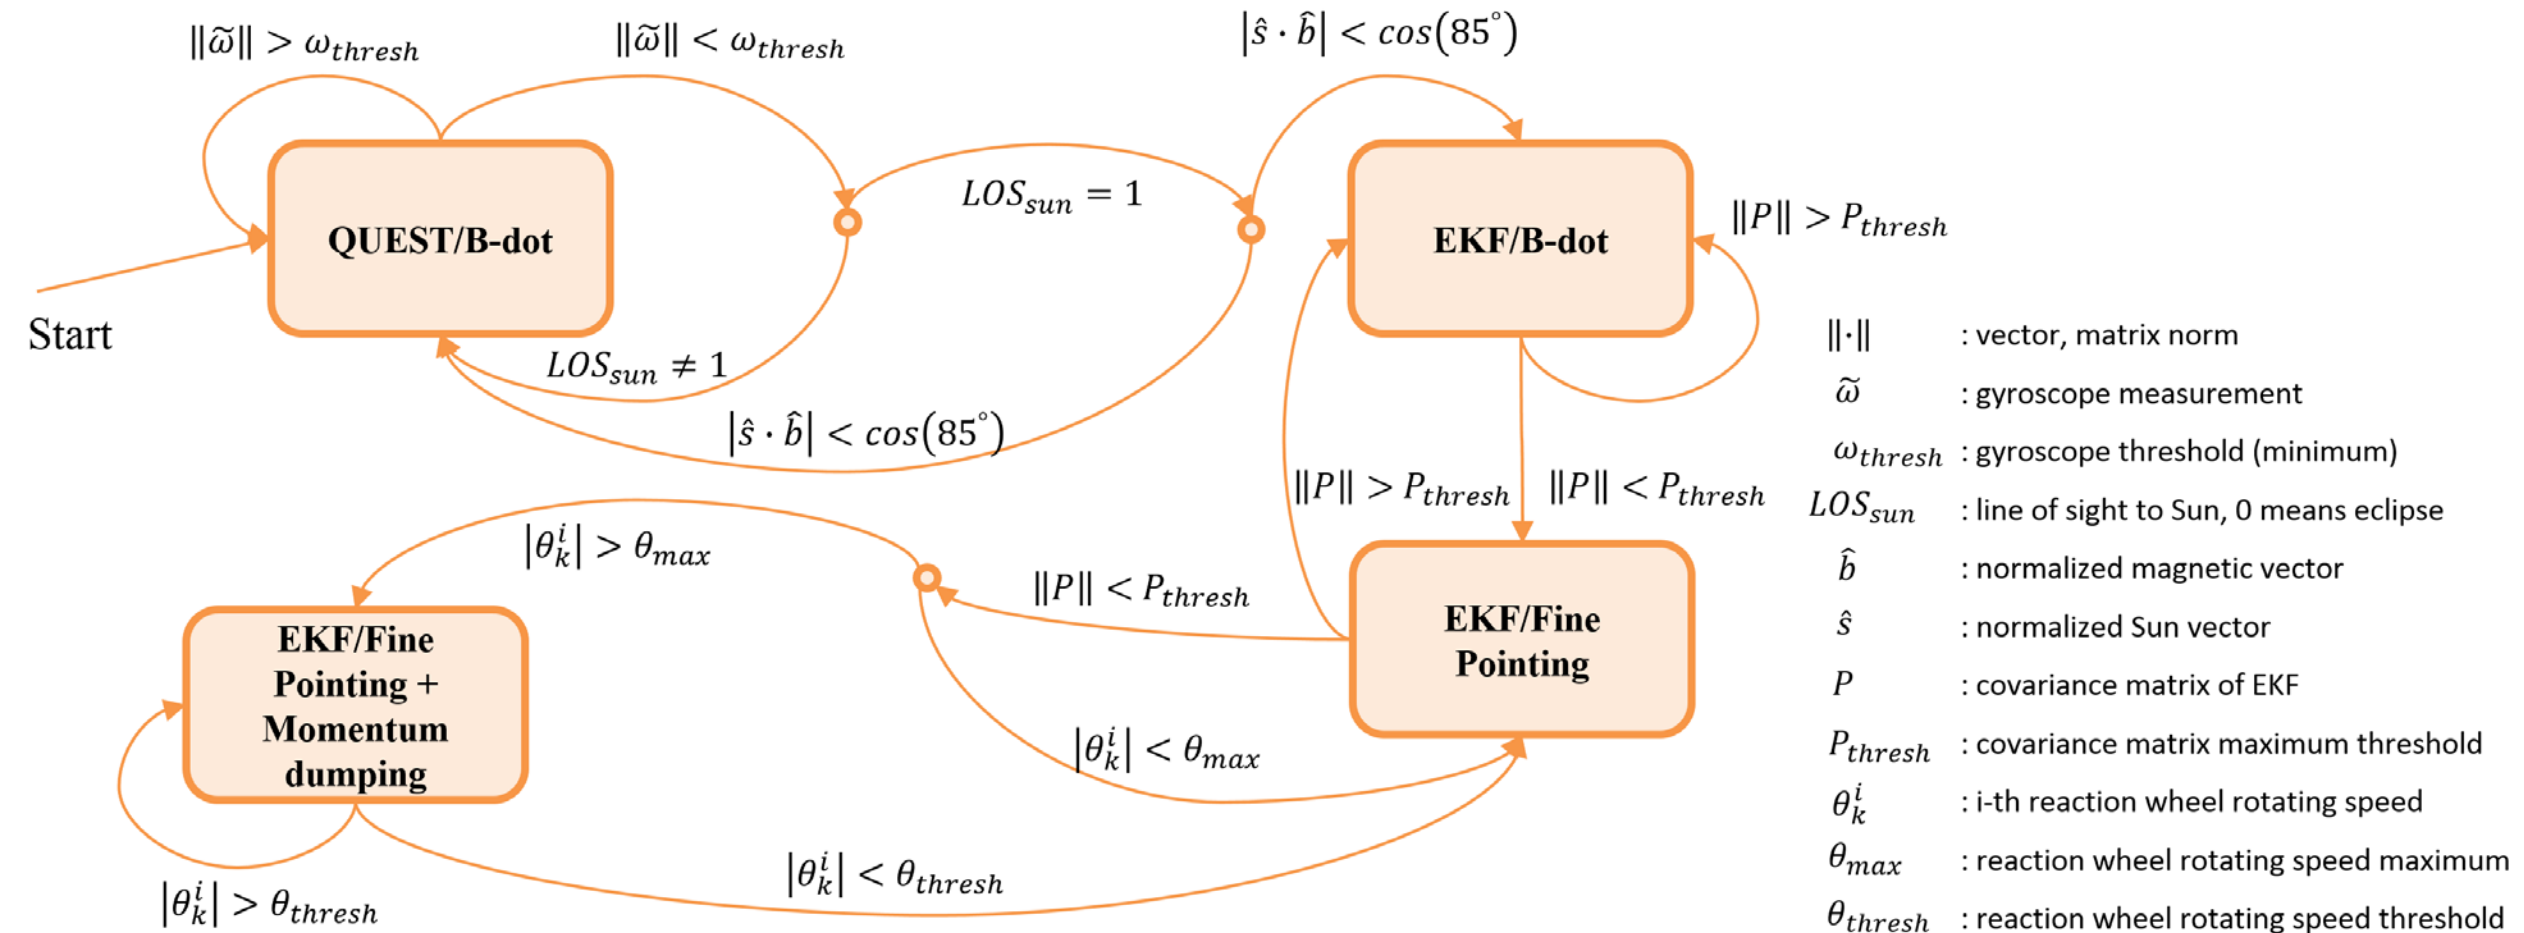 ‖ω̃‖ > ω_thresh
‖ω̃‖ < ω_thresh
|ŝ · b̂| < cos(85°)
QUEST/B-dot
LOS_sun = 1
EKF/B-dot
‖P‖ > P_thresh
Start
LOS_sun ≠ 1
|ŝ · b̂| < cos(85°)
‖P‖ > P_thresh
‖P‖ < P_thresh
|θ_k^i| > θ_max
‖P‖ < P_thresh
EKF/Fine
Pointing +
Momentum
dumping
EKF/Fine
Pointing
|θ_k^i| < θ_max
|θ_k^i| < θ_thresh
|θ_k^i| > θ_thresh
‖·‖ : vector, matrix norm
ω̃ : gyroscope measurement
ω_thresh : gyroscope threshold (minimum)
LOS_sun : line of sight to Sun, 0 means eclipse
b̂ : normalized magnetic vector
ŝ : normalized Sun vector
P : covariance matrix of EKF
P_thresh : covariance matrix maximum threshold
θ_k^i : i-th reaction wheel rotating speed
θ_max : reaction wheel rotating speed maximum
θ_thresh : reaction wheel rotating speed threshold